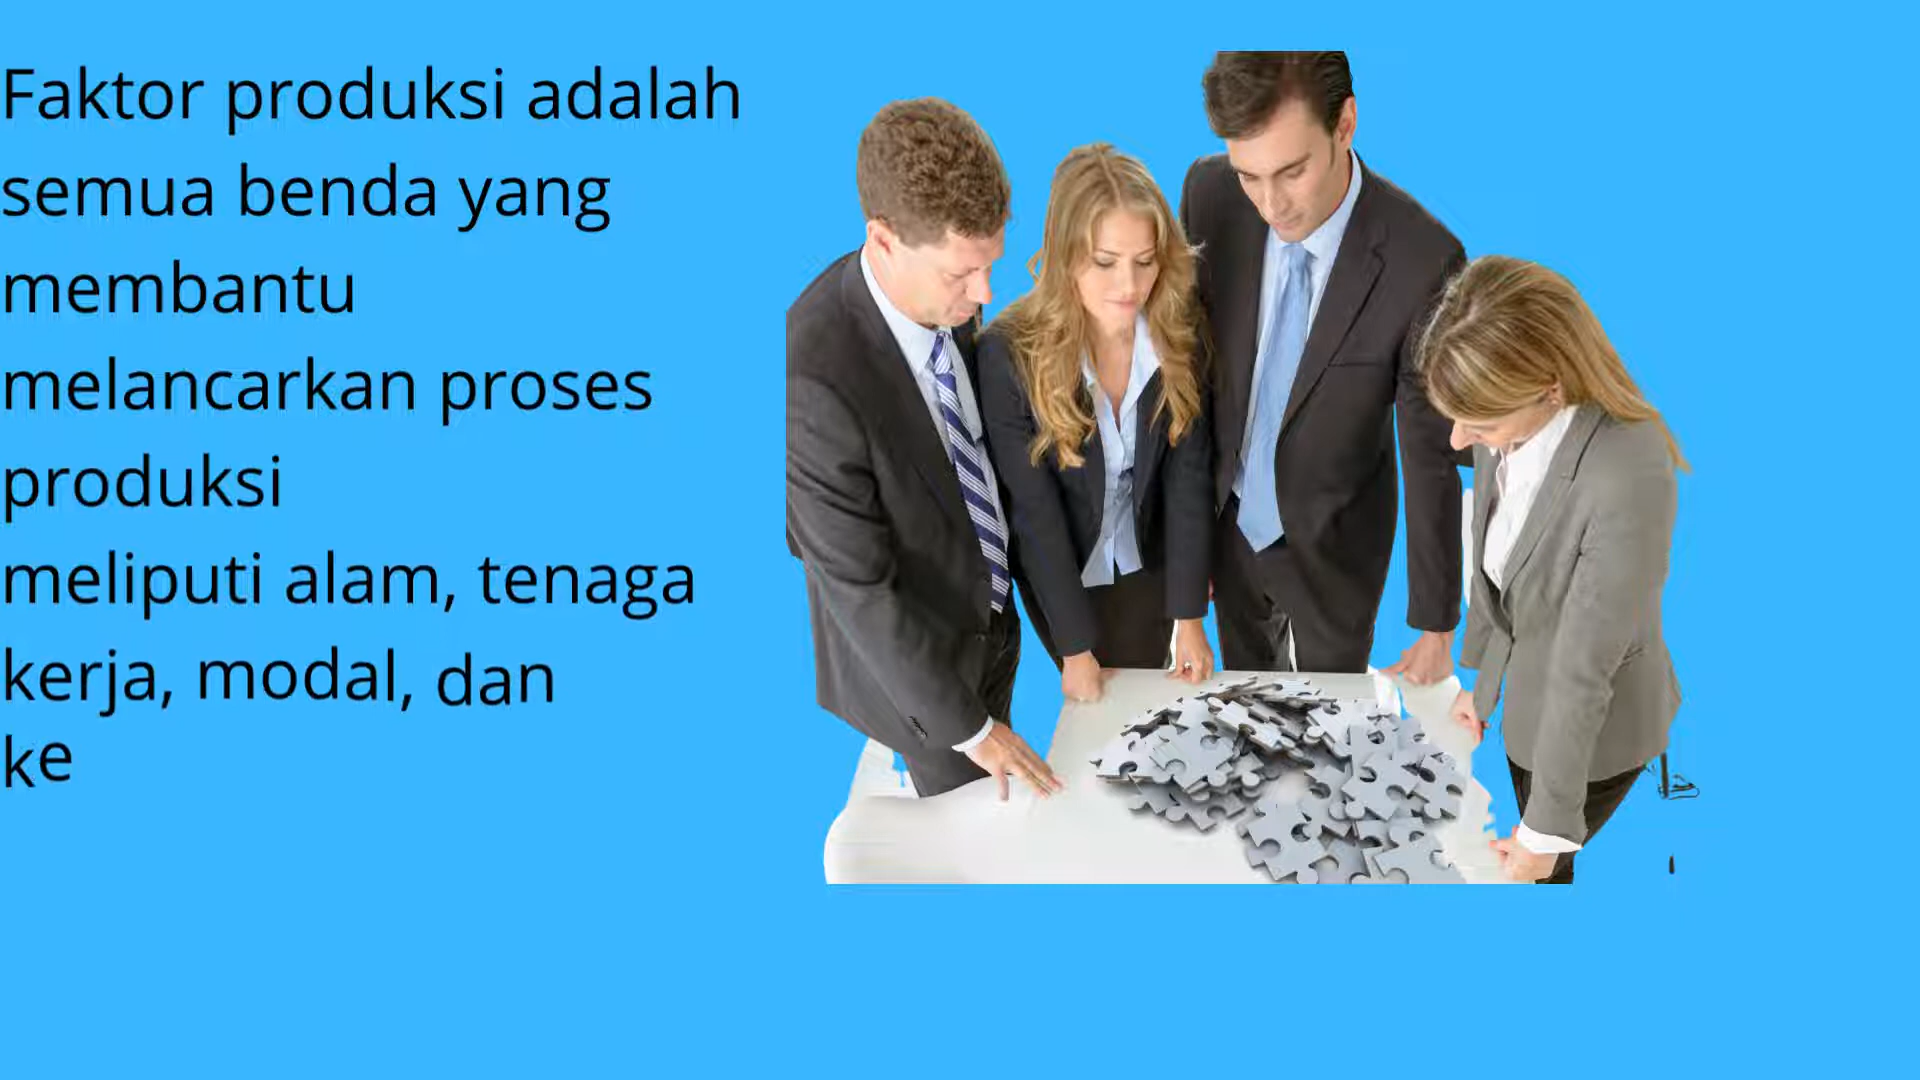 Faktor produksi adalah
semua benda yang
membantu
melancarkan proses
produksi
meliputi alam, tenaga
kerja, modal, dan
ke